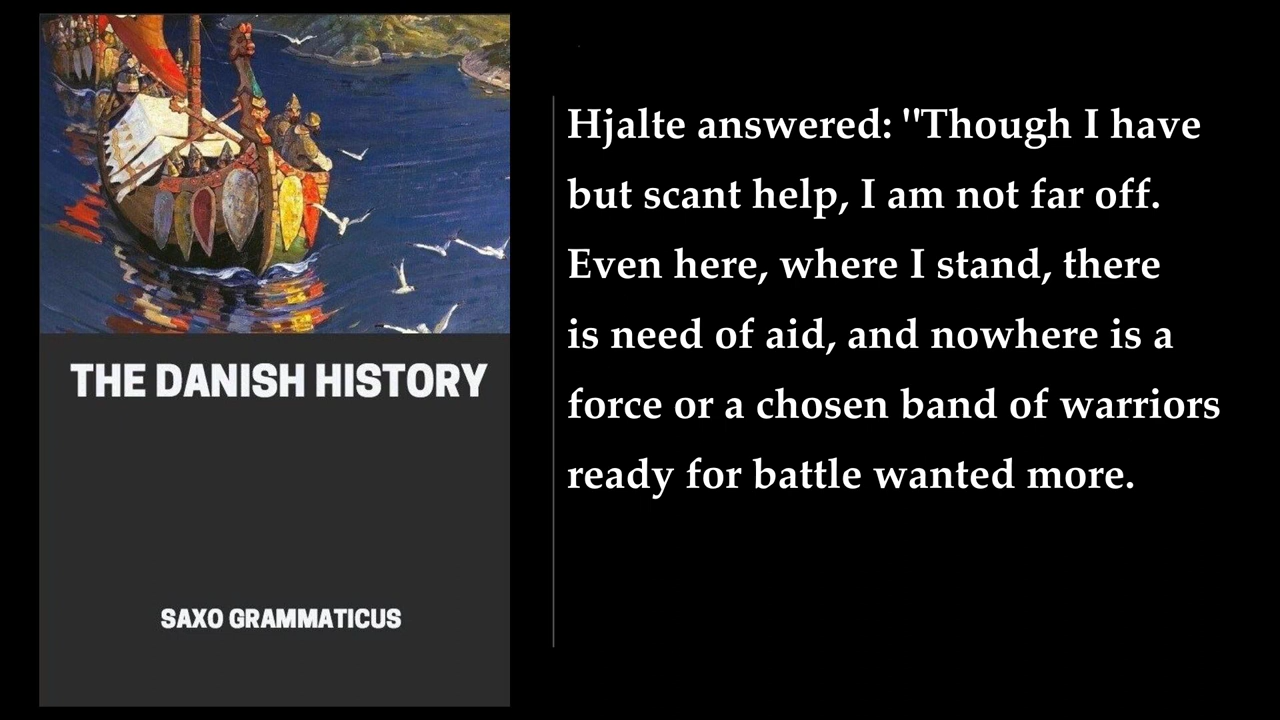 THE DANISH HISTORY
SAXO GRAMMATICUS
Hjalte answered: "Though I have
but scant help, I am not far off.
Even here, where I stand, there
is need of aid, and nowhere is a
force or a chosen band of warriors
ready for battle wanted more.